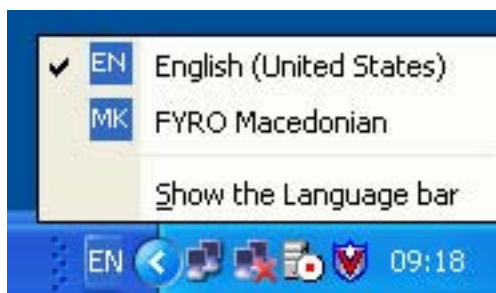 EN English (United States)
MK FYRO Macedonian
Show the Language bar
EN 09:18